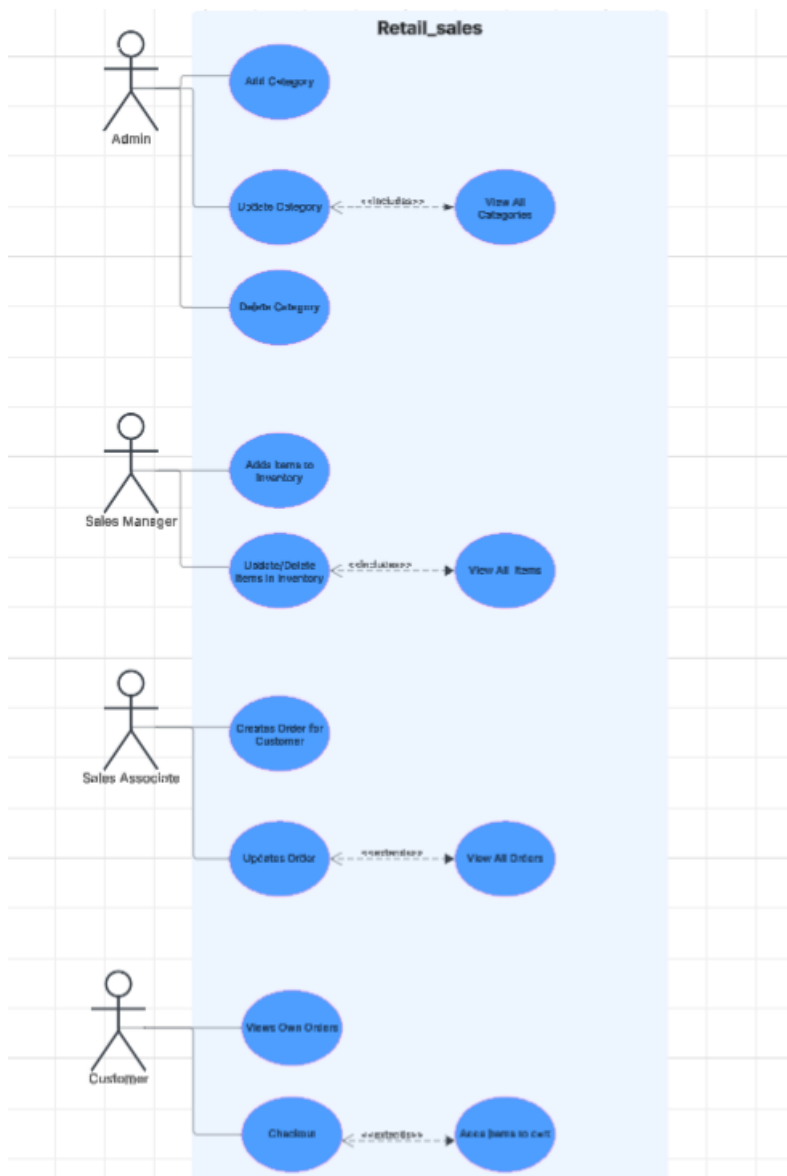 Retail_sales
Admin
Add Category
Update Category
<<includes>>
View All
Categories
Delete Category
Sales Manager
Adds Items to
Inventory
Update/Delete
Items in Inventory
<<includes>>
View All Items
Sales Associate
Creates Order for
Customer
Updates Order
<<extends>>
View All Orders
Customer
Views Own Orders
Checkout
<<extends>>
Adds Items to cart